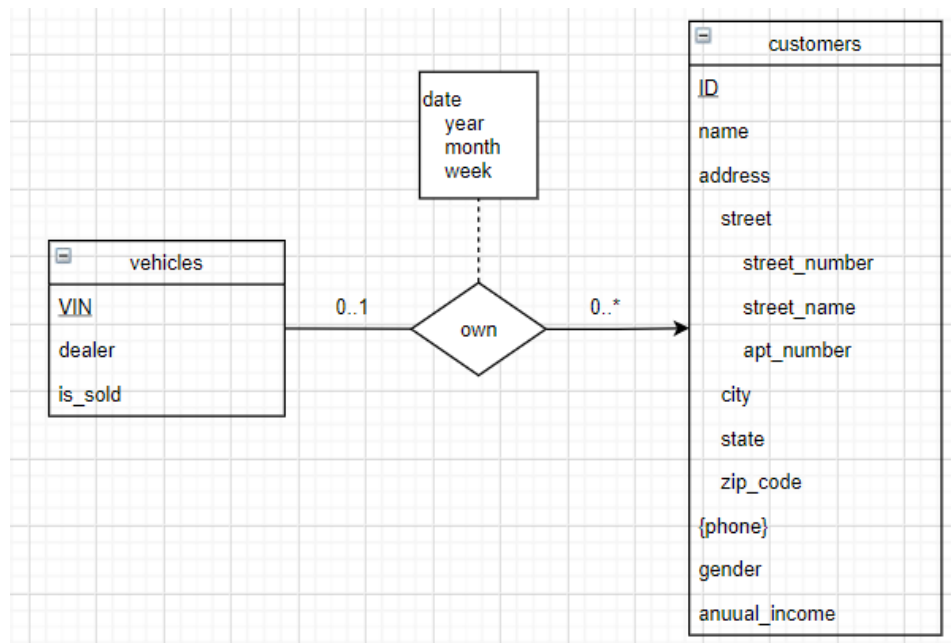 vehicles
VIN
dealer
is_sold
0..1
own
0..*
date
year
month
week
customers
ID
name
address
street
street_number
street_name
apt_number
city
state
zip_code
{phone}
gender
anuual_income